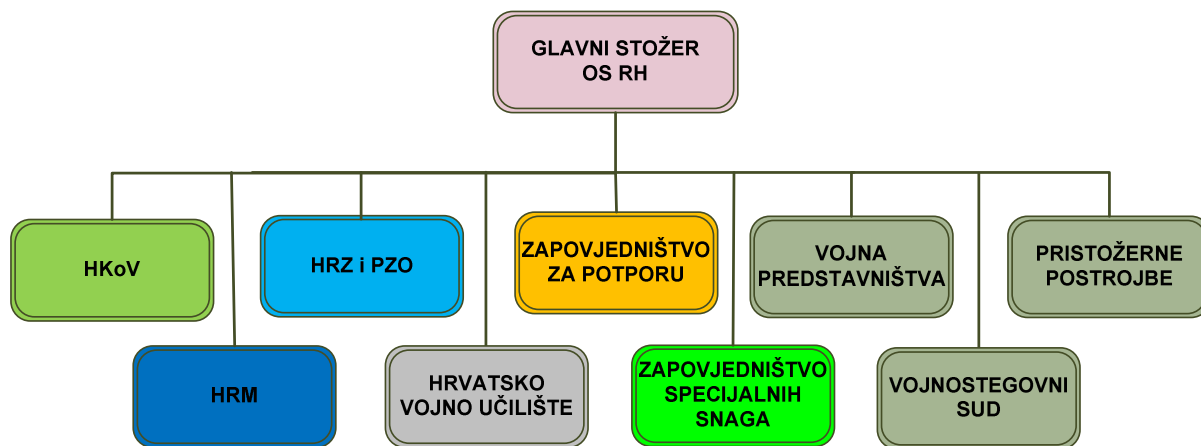 GLAVNI STOŽER
OS RH
HKoV
HRZ i PZO
ZAPOVJEDNIŠTVO
ZA POTPORU
VOJNA
PREDSTAVNIŠTVA
PRISTOŽERNE
POSTROJBE
HRM
HRVATSKO
VOJNO UČILIŠTE
ZAPOVJEDNIŠTVO
SPECIJALNIH
SNAGA
VOJNOSTEGOVNI
SUD